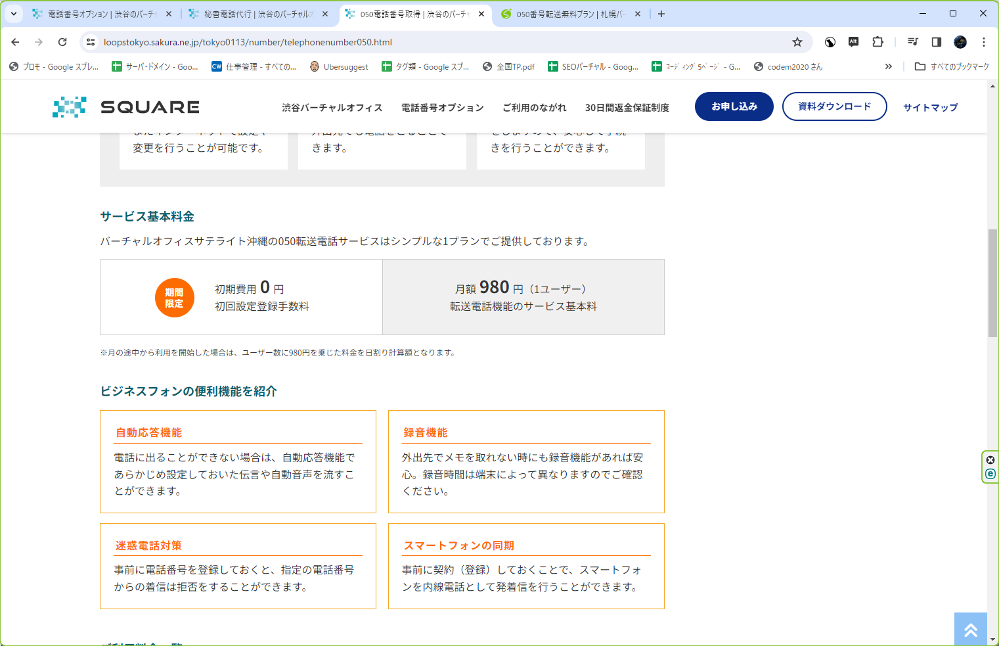 電話番号オプション | 渋谷のバーチャ
秘書電話代行 | 渋谷のバーチャルオ
050電話番号取得 | 渋谷のバーチャ
050番号転送無料プラン | 札幌バー
loopstokyo.sakura.ne.jp/tokyo0113/number/telephonenumber050.html
Alt
プロモ - Google スプレ...
サーバ・ドメイン - Goo...
CW 仕事管理 - すべての...
Ubersuggest
タグ類 - Google スプ...
全国TP.pdf
SEOバーチャル - Goog...
ｺｰﾃﾞｨﾝｸﾞ 5ﾍﾟｰｼﾞ - G...
codem2020 さん
すべてのブックマーク
SQUARE
渋谷バーチャルオフィス
電話番号オプション
ご利用のながれ
30日間返金保証制度
お申し込み
資料ダウンロード
サイトマップ
変更を行うことが可能です。
きます。
きを行うことができます。
サービス基本料金
バーチャルオフィスサテライト沖縄の050転送電話サービスはシンプルな1プランでご提供しております。
期間
限定
初期費用 0 円
初回設定登録手数料
月額 980 円（1ユーザー）
転送電話機能のサービス基本料
※月の途中から利用を開始した場合は、ユーザー数に980円を乗じた料金を日割り計算額となります。
ビジネスフォンの便利機能を紹介
自動応答機能
電話に出ることができない場合は、自動応答機能で
あらかじめ設定しておいた伝言や自動音声を流すこ
とができます。
録音機能
外出先でメモを取れない時にも録音機能があれば安
心。録音時間は端末によって異なりますのでご確認
ください。
迷惑電話対策
事前に電話番号を登録しておくと、指定の電話番号
からの着信は拒否をすることができます。
スマートフォンの同期
事前に契約（登録）しておくことで、スマートフォ
ンを内線電話として発着信を行うことができます。